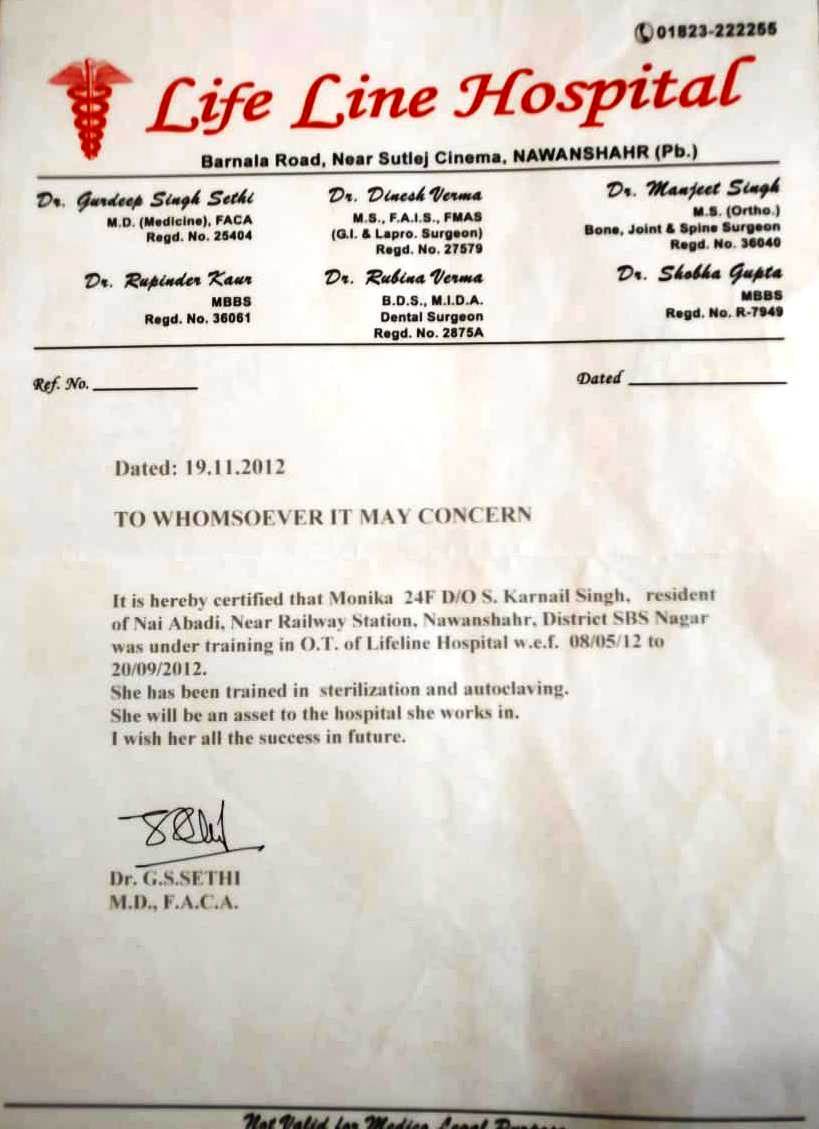 01823-222255
Life Line Hospital
Barnala Road, Near Sutlej Cinema, NAWANSHAHR (Pb.)
Dr. Gurdeep Singh Sethi
M.D. (Medicine), FACA
Regd. No. 25404
Dr. Dinesh Verma
M.S., F.A.I.S., FMAS
(G.I. & Lapro. Surgeon)
Regd. No. 27579
Dr. Manjeet Singh
M.S. (Ortho.)
Bone, Joint & Spine Surgeon
Regd. No. 36040
Dr. Rupinder Kaur
MBBS
Regd. No. 36061
Dr. Rubina Verma
B.D.S., M.I.D.A.
Dental Surgeon
Regd. No. 2875A
Dr. Shobha Gupta
MBBS
Regd. No. R-7949
Ref. No.
Dated
Dated: 19.11.2012
TO WHOMSOEVER IT MAY CONCERN
It is hereby certified that Monika 24F D/O S. Karnail Singh, resident
of Nai Abadi, Near Railway Station, Nawanshahr, District SBS Nagar
was under training in O.T. of Lifeline Hospital w.e.f. 08/05/12 to
20/09/2012.
She has been trained in sterilization and autoclaving.
She will be an asset to the hospital she works in.
I wish her all the success in future.
Dr. G.S.SETHI
M.D., F.A.C.A.
Not Valid for Medico Legal Purpose